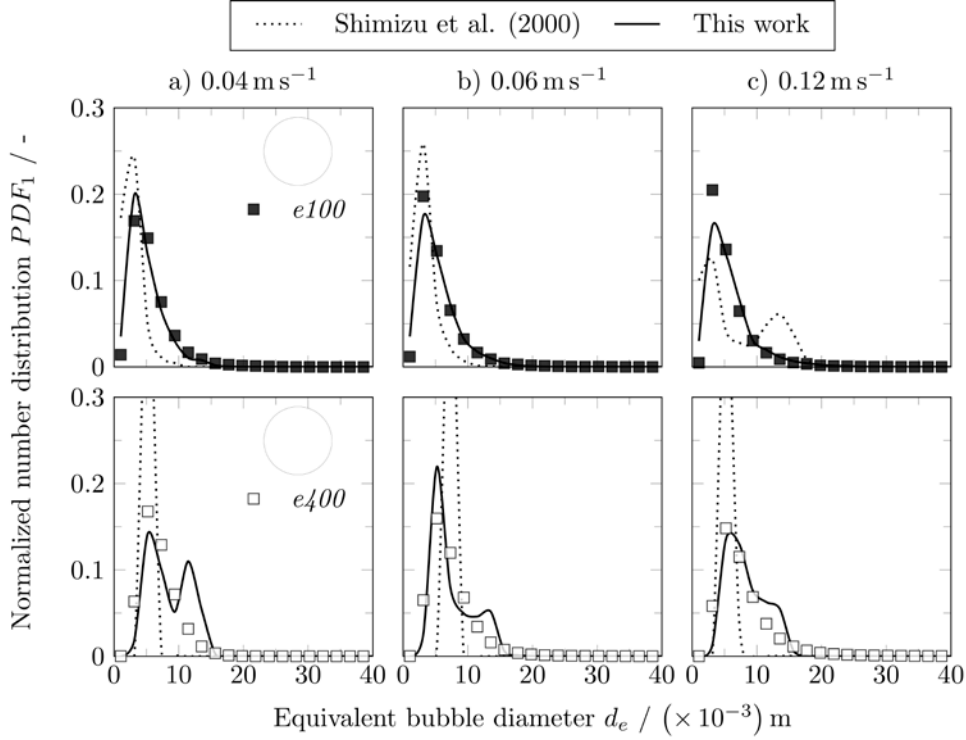 Shimizu et al. (2000) This work
a) 0.04 m s⁻¹ b) 0.06 m s⁻¹ c) 0.12 m s⁻¹
Normalized number distribution PDF₁ / -
0.3
0.2
0.1
0
e100
0.3
0.2
0.1
0
e400
0 10 20 30 40 0 10 20 30 40 0 10 20 30 40
Equivalent bubble diameter dₑ / (×10⁻³) m